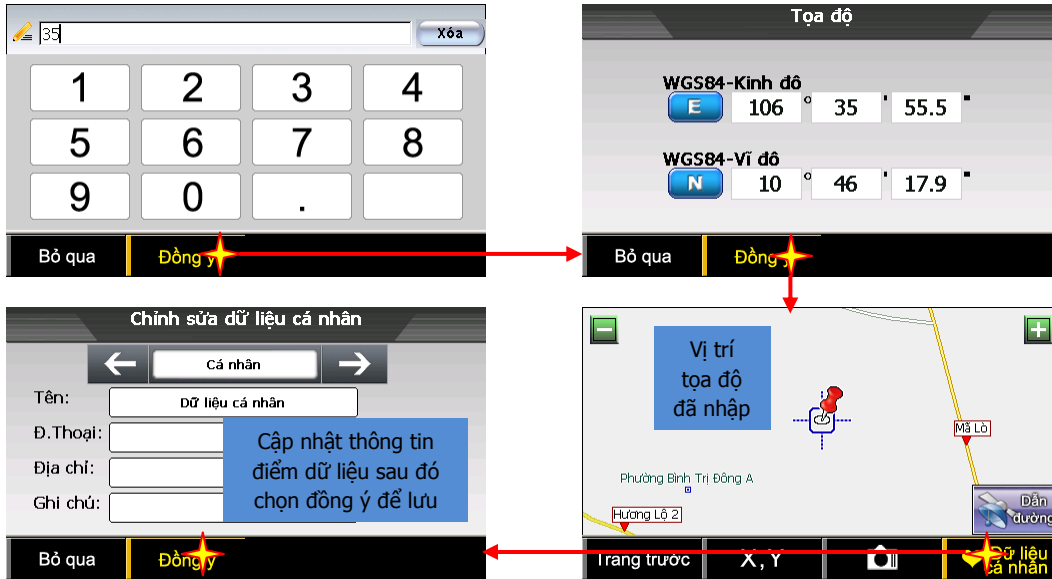 35
Xóa
1 2 3 4
5 6 7 8
9 0 .
Bỏ qua Đồng ý
Tọa độ
WGS84-Kinh đô
E 106 ° 35 ' 55.5 "
WGS84-Vĩ đô
N 10 ° 46 ' 17.9 "
Bỏ qua Đồng ý
Chỉnh sửa dữ liệu cá nhân
Cá nhân
Tên: Dữ liệu cá nhân
Đ.Thoại:
Địa chỉ:
Ghi chú:
Cập nhật thông tin
điểm dữ liệu sau đó
chọn đồng ý để lưu
Bỏ qua Đồng ý
Vị trí
tọa độ
đã nhập
Mã Lò
Phường Bình Trị Đông A
Hương Lộ 2
Dẫn
đường
Trang trước X,Y Dữ liệu
cá nhân